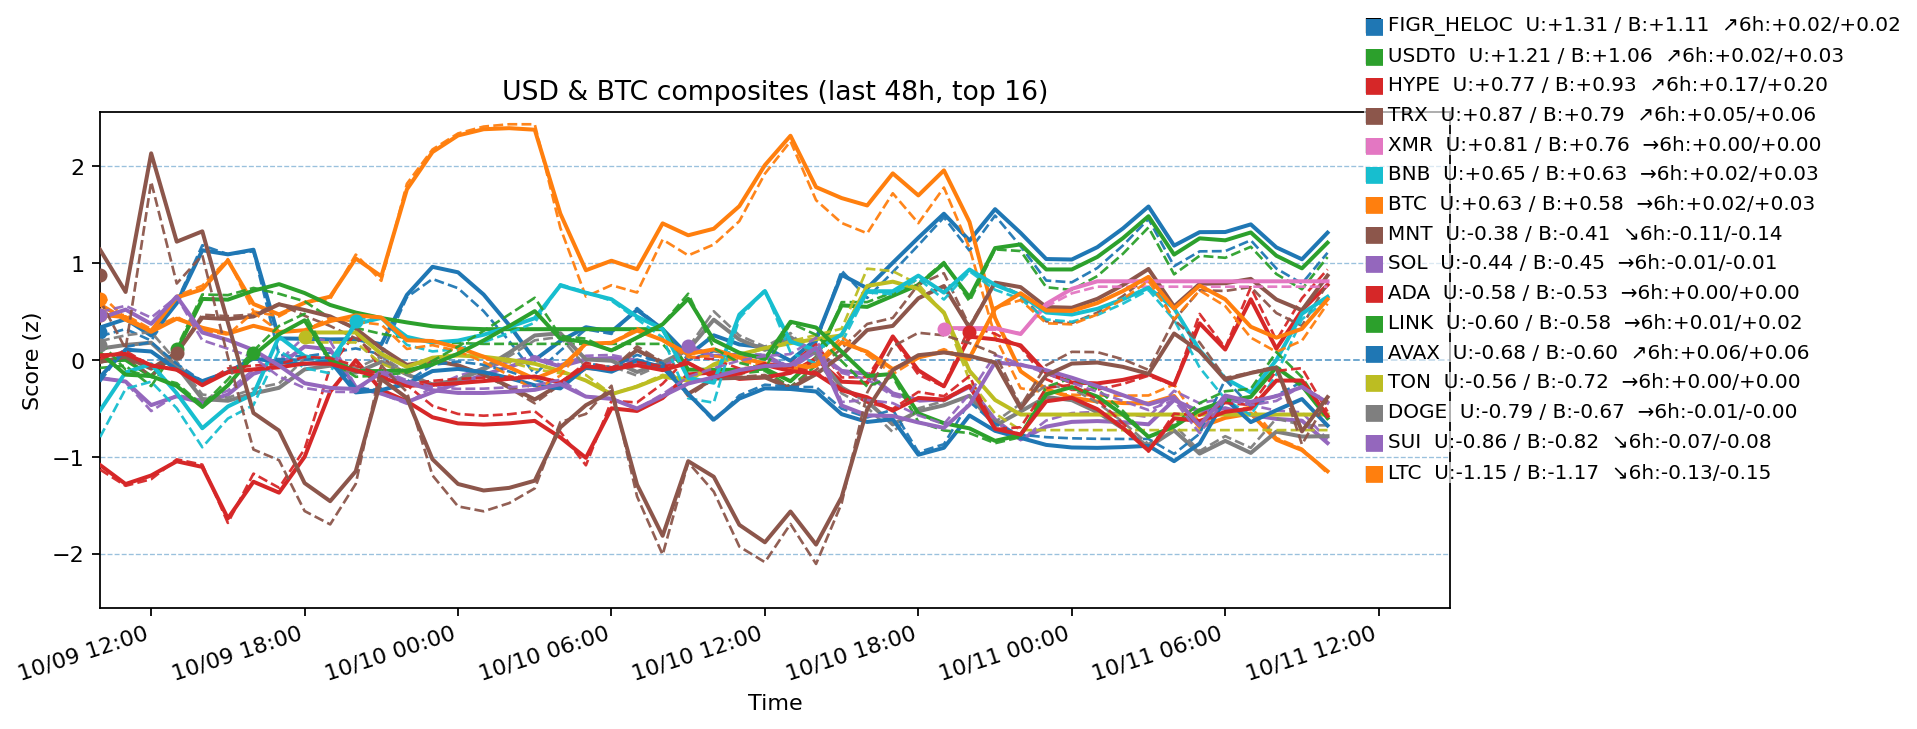 FIGR_HELOC U:+1.31 / B:+1.11 ↗6h:+0.02/+0.02
USDT0 U:+1.21 / B:+1.06 ↗6h:+0.02/+0.03
HYPE U:+0.77 / B:+0.93 ↗6h:+0.17/+0.20
TRX U:+0.87 / B:+0.79 ↗6h:+0.05/+0.06
XMR U:+0.81 / B:+0.76 →6h:+0.00/+0.00
BNB U:+0.65 / B:+0.63 →6h:+0.02/+0.03
BTC U:+0.63 / B:+0.58 →6h:+0.02/+0.03
MNT U:-0.38 / B:-0.41 ↘6h:-0.11/-0.14
SOL U:-0.44 / B:-0.45 →6h:-0.01/-0.01
ADA U:-0.58 / B:-0.53 →6h:+0.00/+0.00
LINK U:-0.60 / B:-0.58 →6h:+0.01/+0.02
AVAX U:-0.68 / B:-0.60 ↗6h:+0.06/+0.06
TON U:-0.56 / B:-0.72 →6h:+0.00/+0.00
DOGE U:-0.79 / B:-0.67 →6h:-0.01/-0.00
SUI U:-0.86 / B:-0.82 ↘6h:-0.07/-0.08
LTC U:-1.15 / B:-1.17 ↘6h:-0.13/-0.15
USD & BTC composites (last 48h, top 16)
Score (z)
2
1
0
−1
−2
10/09 12:00
10/09 18:00
10/10 00:00
10/10 06:00
10/10 12:00
10/10 18:00
10/11 00:00
10/11 06:00
10/11 12:00
Time